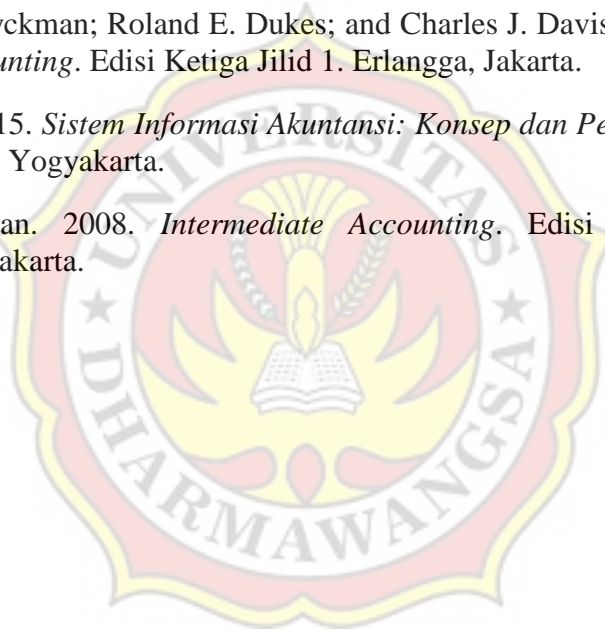 yckman; Roland E. Dukes; and Charles J. Davis
unting. Edisi Ketiga Jilid 1. Erlangga, Jakarta.
15. Sistem Informasi Akuntansi: Konsep dan Pe
Yogyakarta.
an. 2008. Intermediate Accounting. Edisi
akarta.
UNIVERSITAS
DHARMAWANGSA